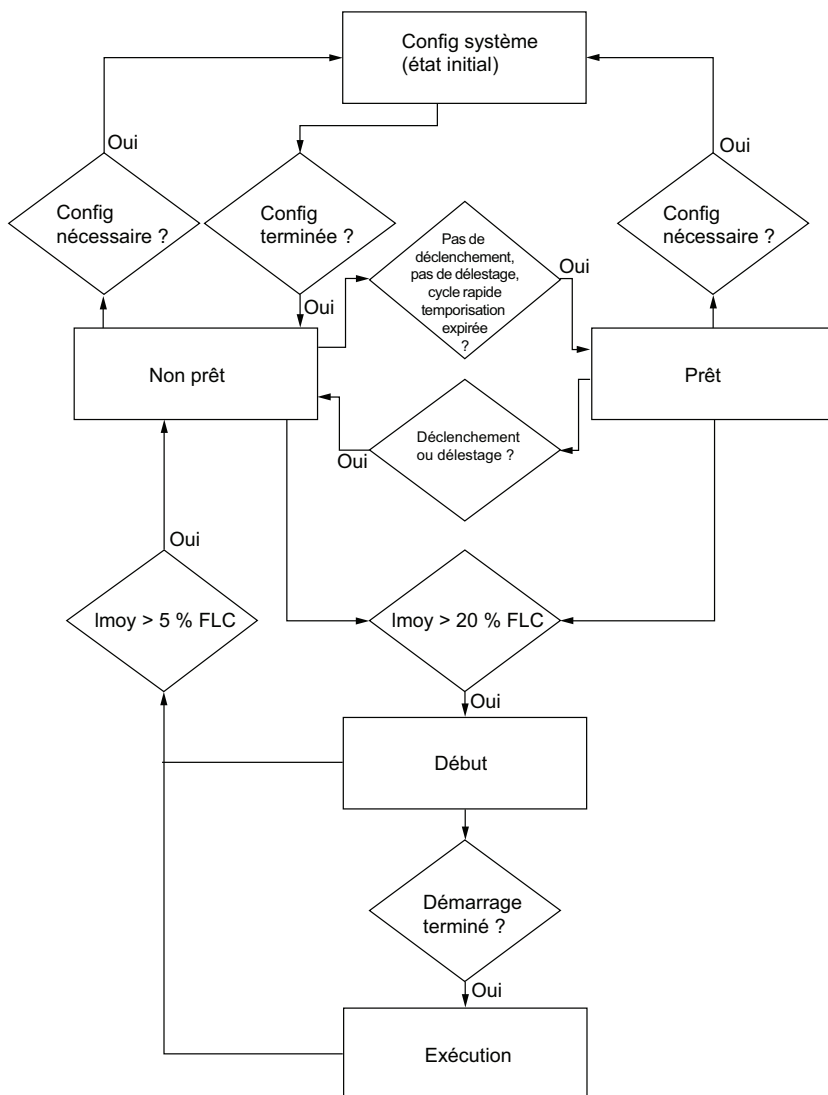 Config système
(état initial)
Oui
Oui
Config
nécessaire ?
Config
terminée ?
Config
nécessaire ?
Pas de
déclenchement,
pas de délestage,
cycle rapide
temporisation
expirée
?
Oui
Oui
Non prêt
Prêt
Déclenchement
ou délestage ?
Oui
Oui
Imoy > 5 % FLC
Imoy > 20 % FLC
Oui
Début
Démarrage
terminé ?
Oui
Exécution